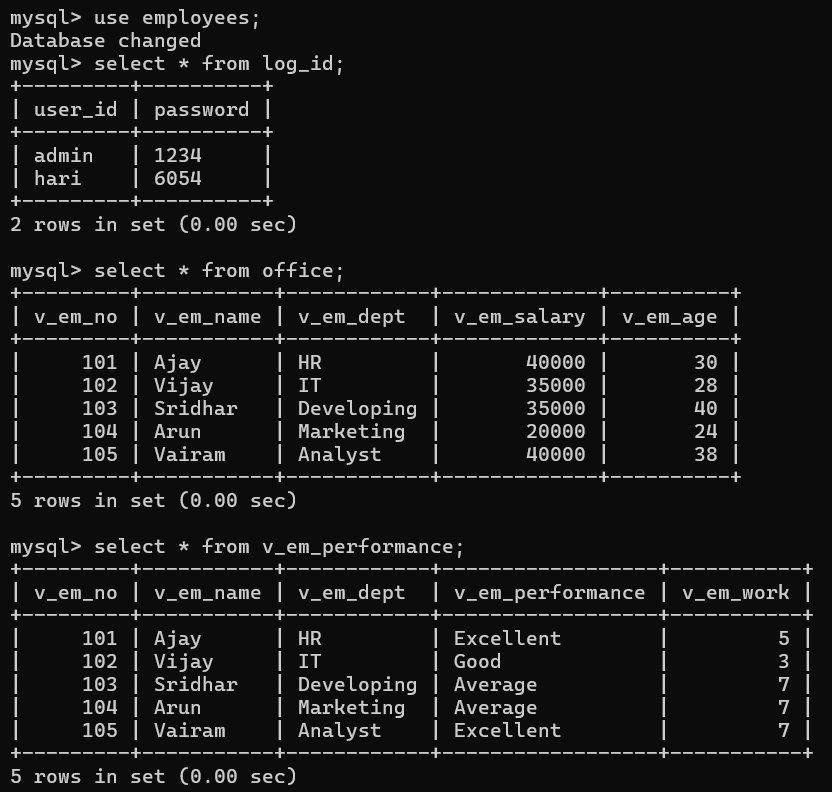 mysql> use employees;
Database changed
mysql> select * from log_id;
+---------+----------+
| user_id | password |
+---------+----------+
| admin   | 1234     |
| hari    | 6054     |
+---------+----------+
2 rows in set (0.00 sec)

mysql> select * from office;
+---------+-----------+------------+-------------+----------+
| v_em_no | v_em_name | v_em_dept  | v_em_salary | v_em_age |
+---------+-----------+------------+-------------+----------+
|     101 | Ajay      | HR         |       40000 |       30 |
|     102 | Vijay     | IT         |       35000 |       28 |
|     103 | Sridhar   | Developing |       35000 |       40 |
|     104 | Arun      | Marketing  |       20000 |       24 |
|     105 | Vairam    | Analyst    |       40000 |       38 |
+---------+-----------+------------+-------------+----------+
5 rows in set (0.00 sec)

mysql> select * from v_em_performance;
+---------+-----------+------------+------------------+-----------+
| v_em_no | v_em_name | v_em_dept  | v_em_performance | v_em_work |
+---------+-----------+------------+------------------+-----------+
|     101 | Ajay      | HR         | Excellent        |         5 |
|     102 | Vijay     | IT         | Good             |         3 |
|     103 | Sridhar   | Developing | Average          |         7 |
|     104 | Arun      | Marketing  | Average          |         7 |
|     105 | Vairam    | Analyst    | Excellent        |         7 |
+---------+-----------+------------+------------------+-----------+
5 rows in set (0.00 sec)